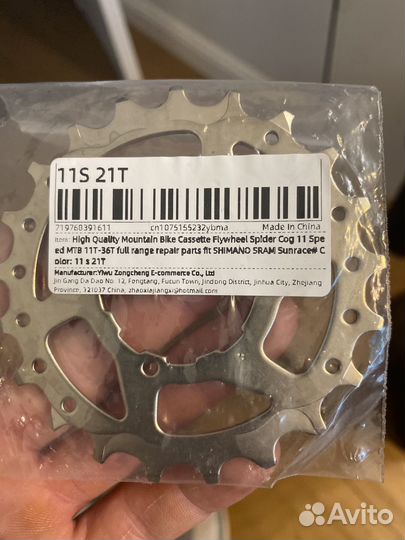 11S 21T
719760391611 cn1075155232ybma Made In China
Item: High Quality Mountain Bike Cassette Flywheel Spider Cog 11 Spe
ed MTB 11T-36T full range repair parts fit SHIMANO SRAM Sunrace# C
olor: 11 s 21T
Manufacturer:Yiwu Zongcheng E-commerce Co., Ltd
Jin Gang Da Dao No. 12, Fengtang, Fucun Town, Jindong District, Jinhua City, Zhejiang
Province, 321037 China, zhaoxiajiangxi@hotmail.com
Avito